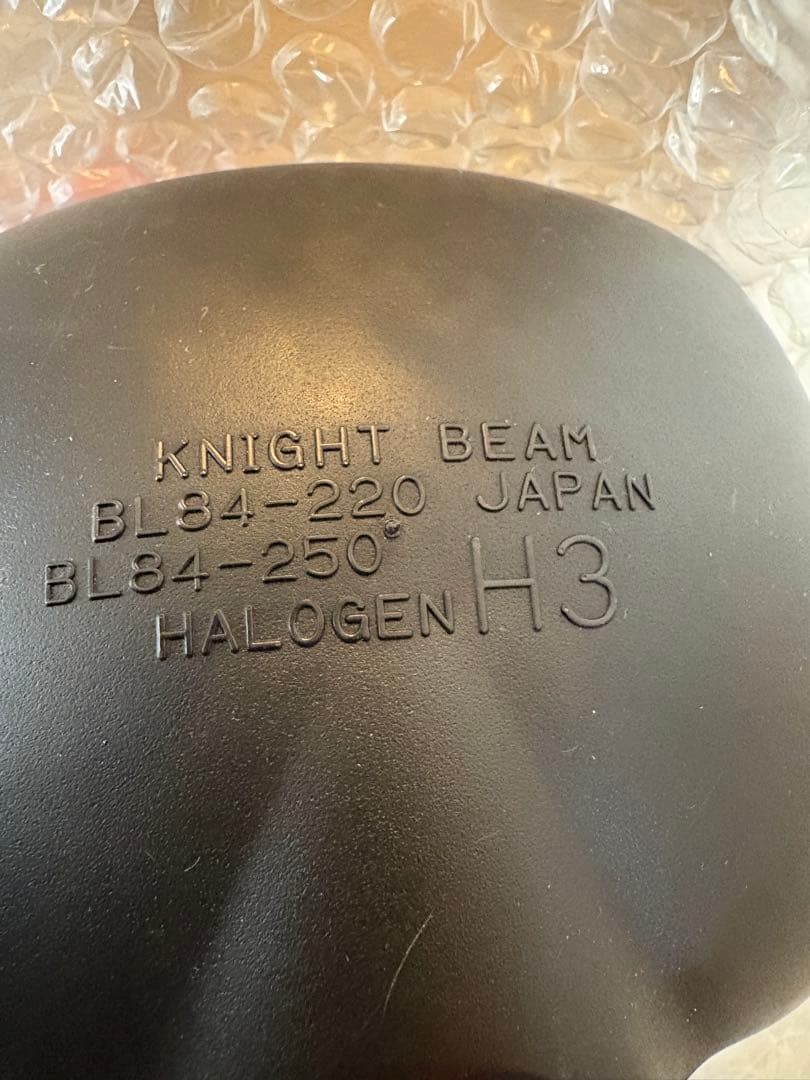 KNIGHT BEAM
BL84-220 JAPAN
BL84-250
HALOGEN H3